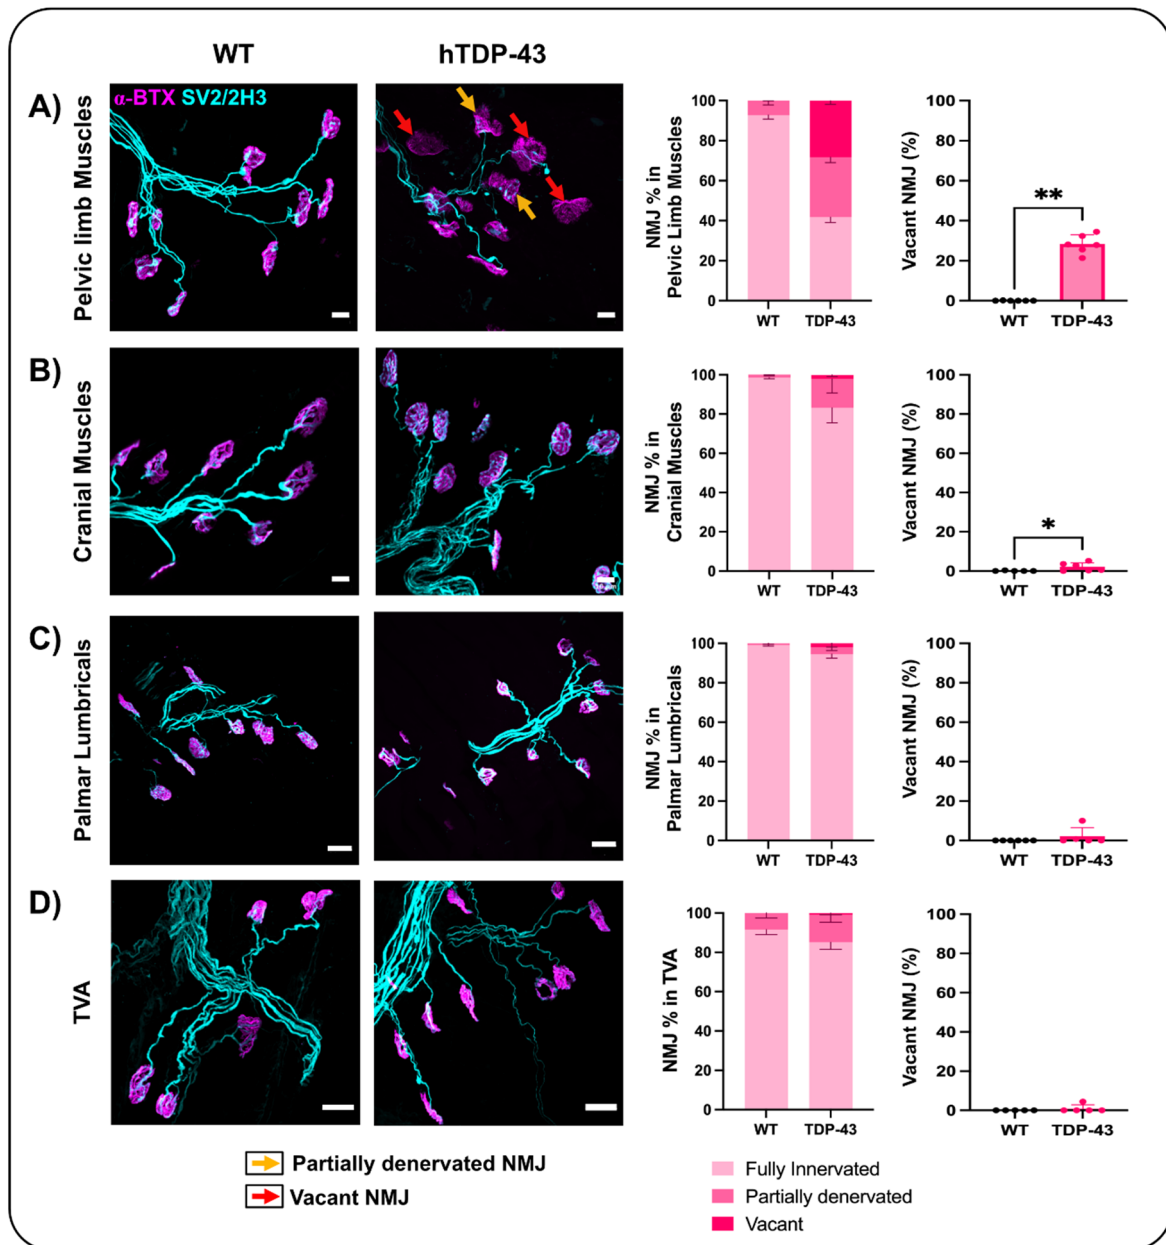 WT
hTDP-43
A)
Pelvic limb Muscles
α-BTX SV2/2H3
NMJ % in
Pelvic Limb Muscles
100
80
60
40
20
0
WT
TDP-43
Vacant NMJ (%)
100
80
60
40
20
0
**
WT
TDP-43
B)
Cranial Muscles
NMJ % in
Cranial Muscles
100
80
60
40
20
0
WT
TDP-43
Vacant NMJ (%)
100
80
60
40
20
0
*
WT
TDP-43
C)
Palmar Lumbricals
NMJ % in
Palmar Lumbricals
100
80
60
40
20
0
WT
TDP-43
Vacant NMJ (%)
100
80
60
40
20
0
WT
TDP-43
D)
TVA
NMJ % in TVA
100
80
60
40
20
0
WT
TDP-43
Vacant NMJ (%)
100
80
60
40
20
0
WT
TDP-43
Partially denervated NMJ
Vacant NMJ
Fully Innervated
Partially denervated
Vacant